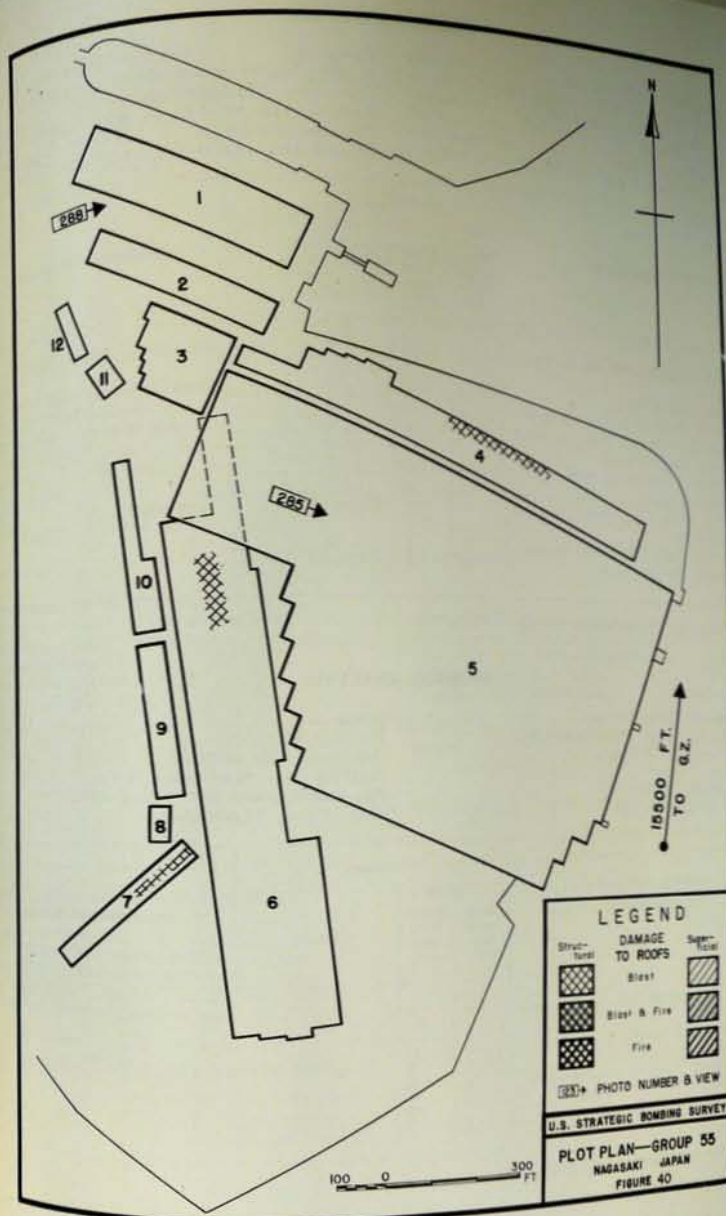 N
1
288
2
12
3
11
4
285
10
5
9
15500 FT.
TO G.Z.
8
7
6
LEGEND
Struc-
tural
DAMAGE
TO ROOFS
Super-
ficial
Blast
Blast & Fire
Fire
123 PHOTO NUMBER & VIEW
U.S. STRATEGIC BOMBING SURVEY
PLOT PLAN—GROUP 55
NAGASAKI JAPAN
FIGURE 40
100 0 300
FT